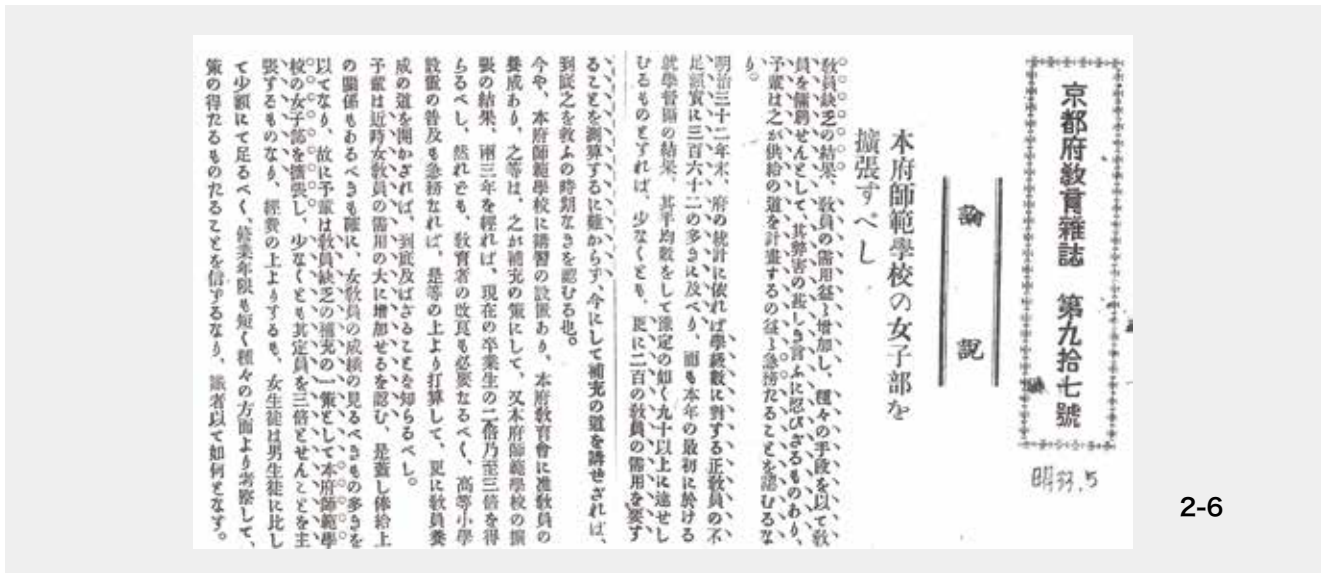 京都府敎育雜誌 第九拾七號
明33.5
論說
本府師範學校の女子部を
擴張すべし
敎員缺乏の結果、敎員の需用益〻增加し、種々の手段を以て敎
員を傭聘せんとして、其弊害の甚しき言ふに忍びざるものあり、
予輩は之が供給の道を計畫するの益〻急務たることを認むるな
り。
明治三十二年末、府の統計に依れば學級數に對する正敎員の不
足額實に三百六十二の多きに及べり、而も本年の最初に於ける
就學督勵の結果、其平均數をして豫定の如く九十以上に達せし
むるものとすれば、少なくとも、更に二百の敎員の需用を要す
ることを測算するに難からず、今にして補充の道を講せざれば、
到底之を救ふの時期なきを認むる也。
今や、本府師範學校に講習の設置あり、本府敎育會に准敎員の
養成あり、之等は、之が補充の策にして、又本府師範學校の擴
張の結果、兩三年を經れば、現在の卒業生の二倍乃至三倍を得
らるべし、然れども、敎育者の改良も必要なるべく、高等小學
設置の普及も急務なれば、是等の上より打算して、更に敎員養
成の道を開かざれば、到底及ばざることを知らるべし。
予輩は近時女敎員の需用の大に增加せるを認む、是蓋し俸給上
の關係もあるべきも確に、女敎員の成績の見るべきもの多きを
以てなり、故に予輩は敎員缺乏の補充の一策として本府師範學
校の女子部を擴張し、少なくとも其定員を三倍とせんことを主
張するものなり、經費の上よりするも、女生徒は男生徒に比し
て少額にて足るべく、修業年限も短く種々の方面より考察して、
策の得たるものたることを信ずるなり、識者以て如何となす。
2-6